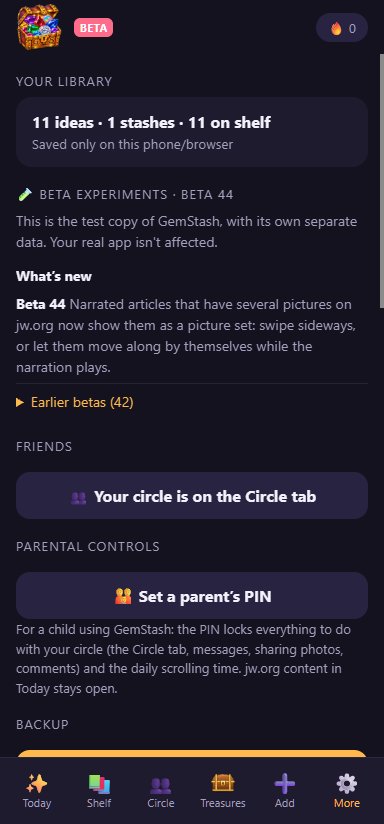 BETA
0
YOUR LIBRARY
11 ideas · 1 stashes · 11 on shelf
Saved only on this phone/browser
BETA EXPERIMENTS · BETA 44
This is the test copy of GemStash, with its own separate
data. Your real app isn't affected.
What's new
Beta 44 Narrated articles that have several pictures on
jw.org now show them as a picture set: swipe sideways,
or let them move along by themselves while the
narration plays.
Earlier betas (42)
FRIENDS
Your circle is on the Circle tab
PARENTAL CONTROLS
Set a parent's PIN
For a child using GemStash: the PIN locks everything to do
with your circle (the Circle tab, messages, sharing photos,
comments) and the daily scrolling time. jw.org content in
Today stays open.
BACKUP
Today Shelf Circle Treasures Add More